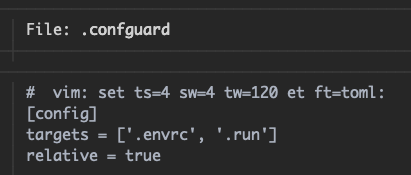 File: .confguard
#  vim: set ts=4 sw=4 tw=120 et ft=toml:
[config]
targets = ['.envrc', '.run']
relative = true